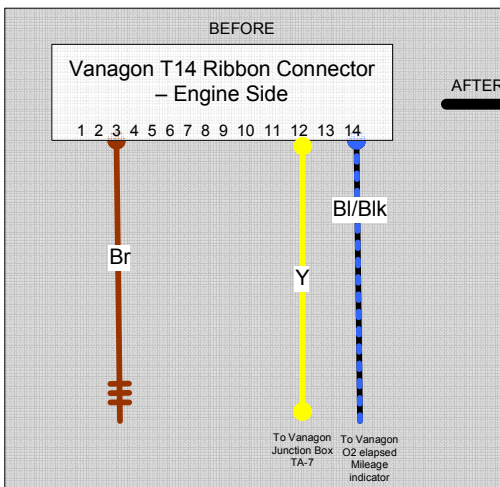 BEFORE
Vanagon T14 Ribbon Connector
– Engine Side
1 2 3 4 5 6 7 8 9 10 11 12 13 14
AFTER
Bl/Blk
Br
Y
To Vanagon
Junction Box
TA-7
To Vanagon
O2 elapsed
Mileage
indicator